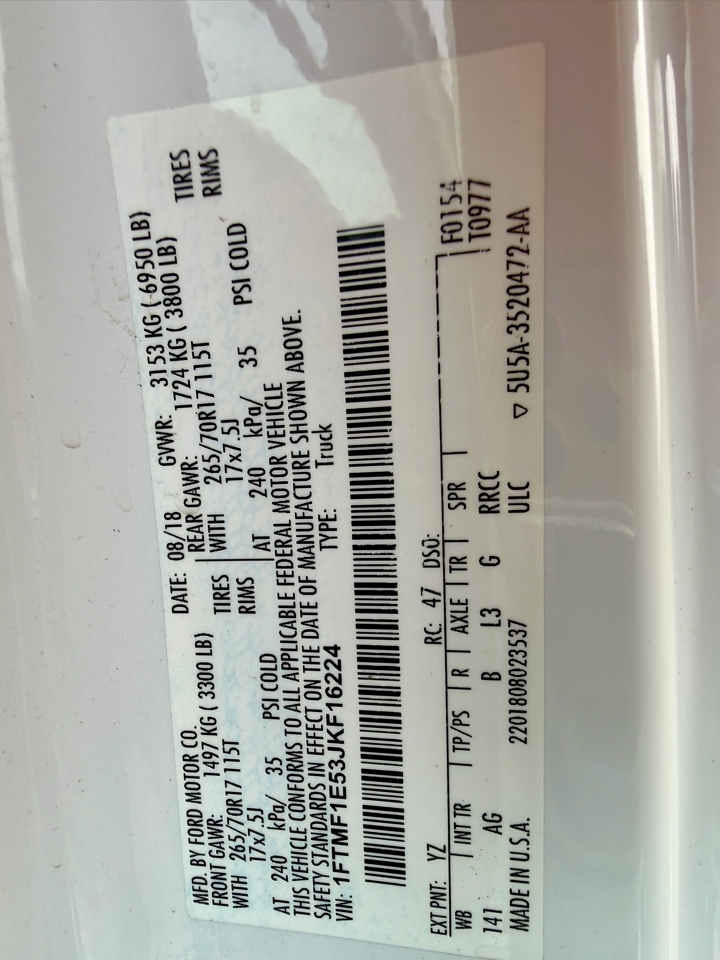 MFD. BY FORD MOTOR CO.
DATE: 08/18 GVWR: 3153 KG ( 6950 LB)
FRONT GAWR: 1497 KG ( 3300 LB) REAR GAWR: 1724 KG ( 3800 LB)
WITH 265/70R17 115T TIRES WITH 265/70R17 115T TIRES
17x7.5J RIMS 17x7.5J RIMS
AT 240 kPa/ 35 PSI COLD AT 240 kPa/ 35 PSI COLD
THIS VEHICLE CONFORMS TO ALL APPLICABLE FEDERAL MOTOR VEHICLE
SAFETY STANDARDS IN EFFECT ON THE DATE OF MANUFACTURE SHOWN ABOVE.
VIN: 1FTMF1E53JKF16224 TYPE: Truck
EXT PNT: YZ RC: 47 DSO: F0154
WB INT TR TP/PS R AXLE TR SPR T0977
141 AG B L3 G RRCC
MADE IN U.S.A. 2201808023537 ULC ▽ 5U5A-3520472-AA